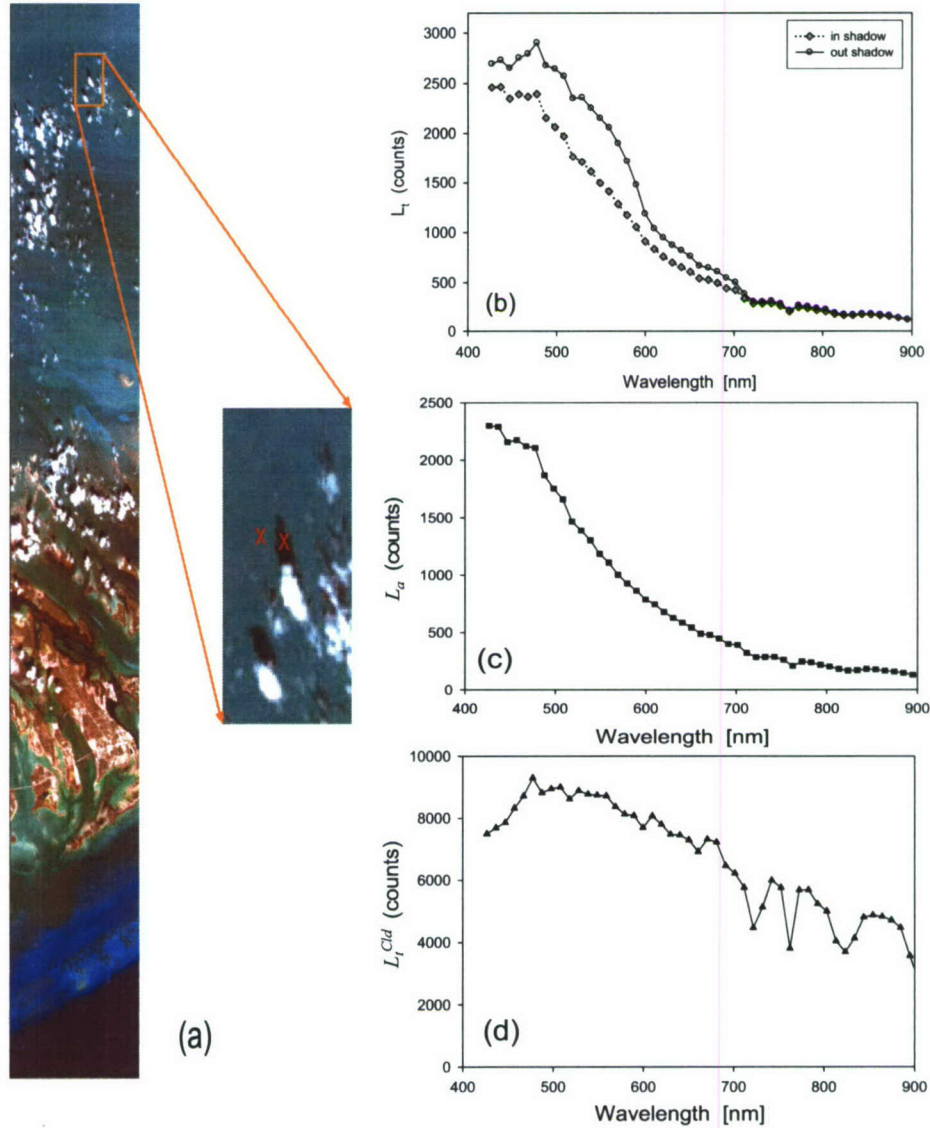 X X
(a)
3000
2500
2000
1500
1000
500
0
L_t (counts)
in shadow
out shadow
(b)
400 500 600 700 800 900
Wavelength [nm]
2500
2000
1500
1000
500
0
L_a (counts)
(c)
400 500 600 700 800 900
Wavelength [nm]
10000
8000
6000
4000
2000
0
L_t^Cld (counts)
(d)
400 500 600 700 800 900
Wavelength [nm]